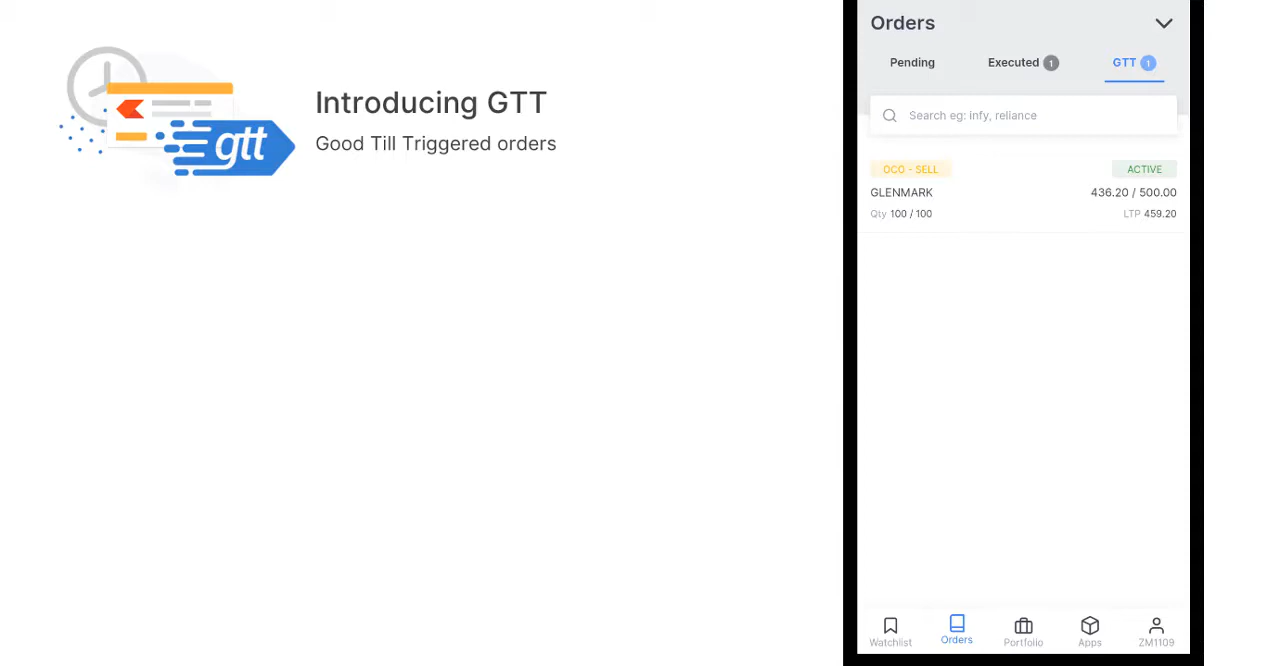 gtt
Introducing GTT
Good Till Triggered orders
Orders
Pending Executed 1 GTT 1
Search eg: infy, reliance
OCO - SELL ACTIVE
GLENMARK 436.20 / 500.00
Qty 100 / 100 LTP 459.20
Watchlist Orders Portfolio Apps ZM1109